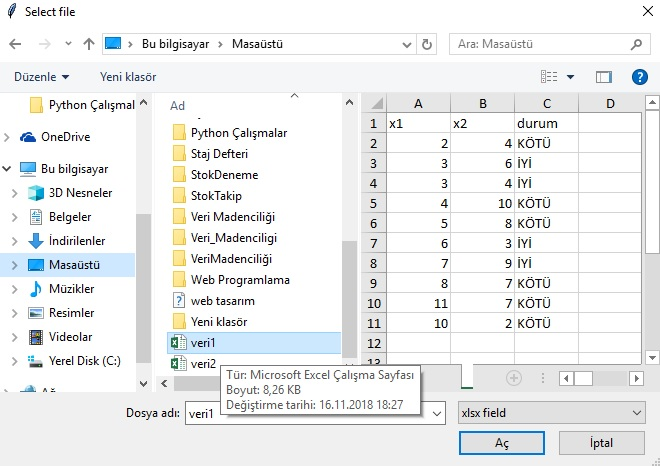 Select file
Bu bilgisayar Masaüstü
Ara: Masaüstü
Düzenle
Yeni klasör
Python Çalışmal
OneDrive
Bu bilgisayar
3D Nesneler
Belgeler
İndirilenler
Masaüstü
Müzikler
Resimler
Videolar
Yerel Disk (C:)
Ağ
Ad
Python Çalışmalar
Staj Defteri
StokDeneme
StokTakip
Veri Madenciliği
Veri_Madenciligi
VeriMadenciliği
Web Programlama
web tasarım
Yeni klasör
veri1
veri2
Tür: Microsoft Excel Çalışma Sayfası
Boyut: 8,26 KB
Değiştirme tarihi: 16.11.2018 18:27
A B C D
1 x1 x2 durum
2 2 4 KÖTÜ
3 3 6 İYİ
4 3 4 İYİ
5 4 10 KÖTÜ
6 5 8 KÖTÜ
7 6 3 İYİ
8 7 9 İYİ
9 8 7 KÖTÜ
10 11 7 KÖTÜ
11 10 2 KÖTÜ
12
13
Dosya adı: veri1
xlsx field
Aç
İptal